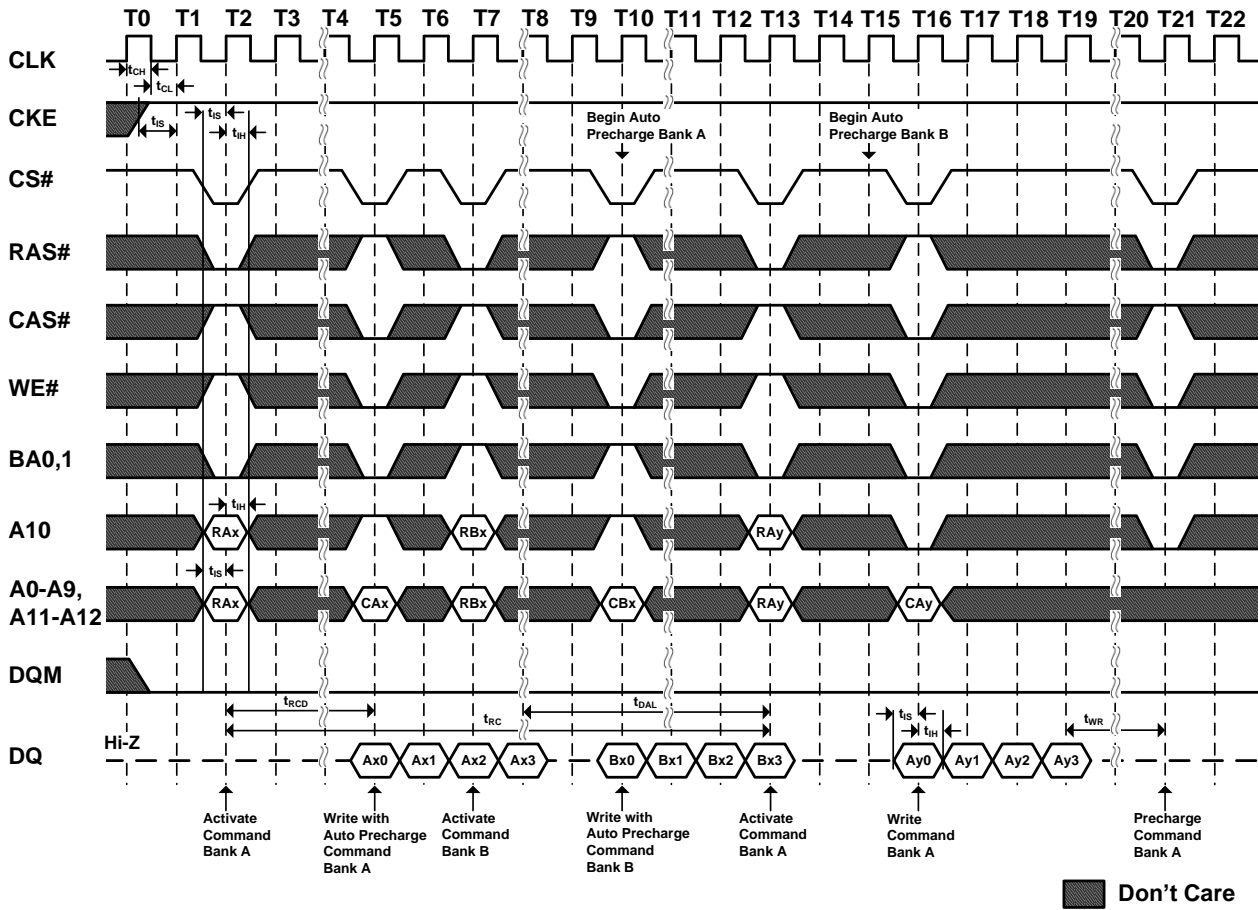 T0 T1 T2 T3 T4 T5 T6 T7 T8 T9 T10 T11 T12 T13 T14 T15 T16 T17 T18 T19 T20 T21 T22
CLK
tCH
tCL
CKE
tIS
tIS
tIH
Begin Auto
Precharge Bank A
Begin Auto
Precharge Bank B
CS#
RAS#
CAS#
WE#
BA0,1
tIH
A10
RAx RBx RAy
tIS
A0-A9,
A11-A12
RAx CAx RBx CBx RAy CAy
DQM
tRCD
tDAL
tRC
tIS
tIH
tWR
Hi-Z
DQ
Ax0 Ax1 Ax2 Ax3 Bx0 Bx1 Bx2 Bx3 Ay0 Ay1 Ay2 Ay3
Activate
Command
Bank A
Write with
Auto Precharge
Command
Bank A
Activate
Command
Bank B
Write with
Auto Precharge
Command
Bank B
Activate
Command
Bank A
Write
Command
Bank A
Precharge
Command
Bank A
Don't Care